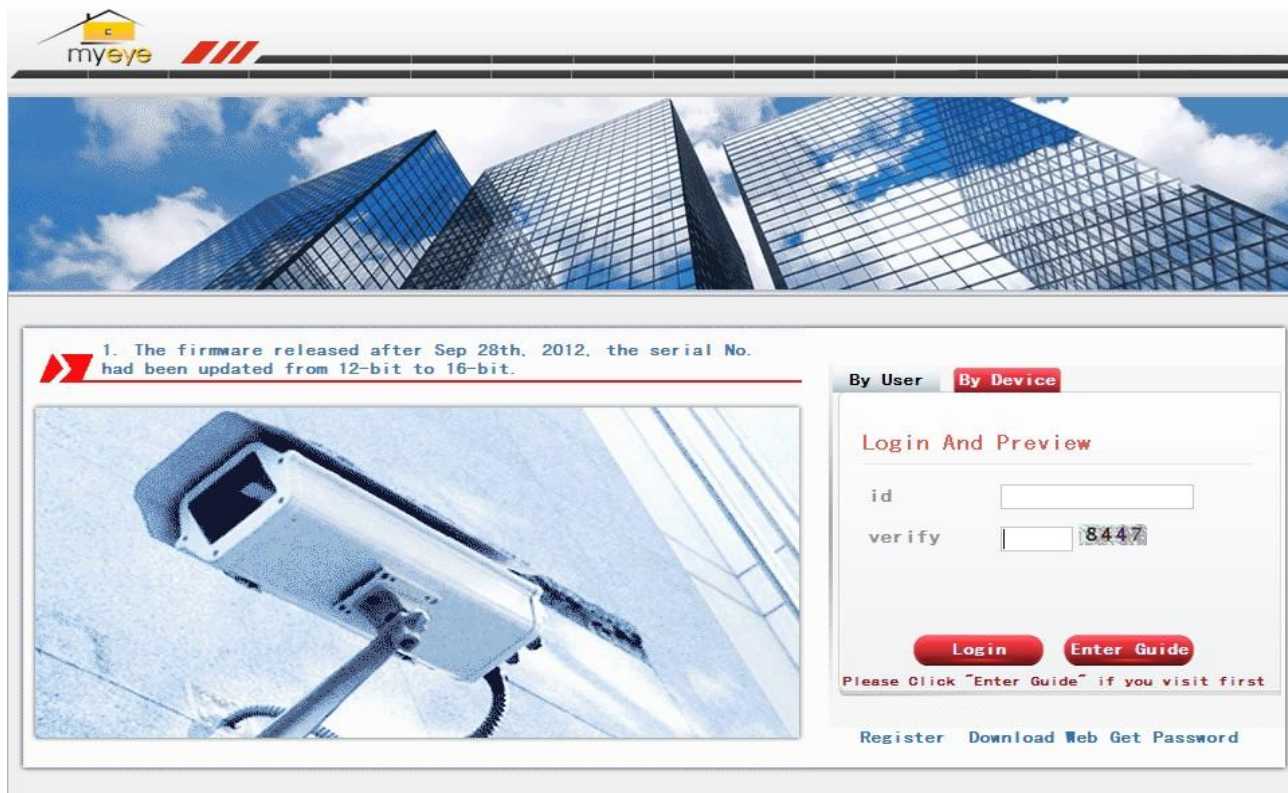 c
myeye
1. The firmware released after Sep 28th, 2012, the serial No.
had been updated from 12-bit to 16-bit.
By User By Device
Login And Preview
id
verify 8447
Login Enter Guide
Please Click "Enter Guide" if you visit first
Register Download Web Get Password